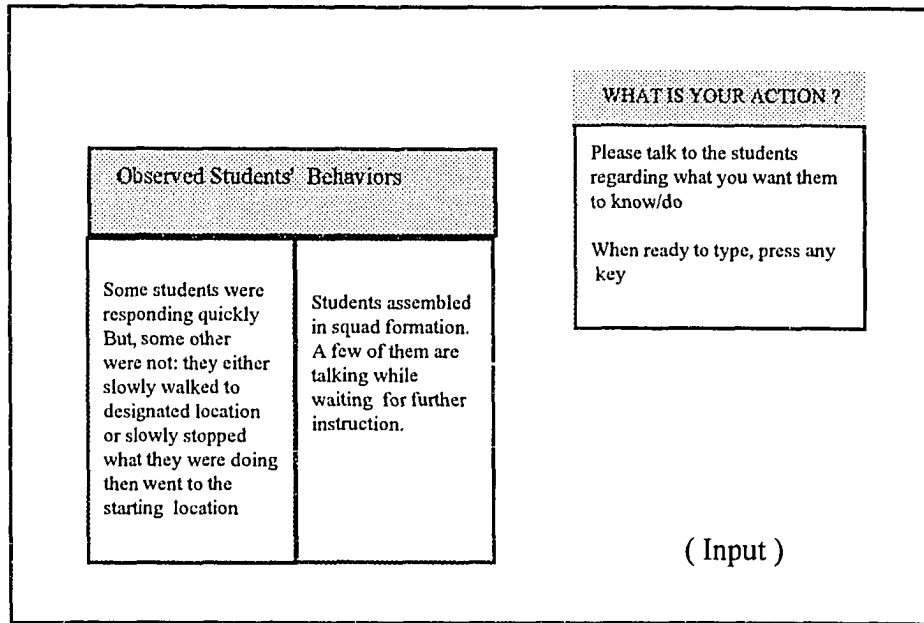 WHAT IS YOUR ACTION ?
Please talk to the students
regarding what you want them
to know/do
When ready to type, press any
key
Observed Students' Behaviors
Some students were
responding quickly
But, some other
were not: they either
slowly walked to
designated location
or slowly stopped
what they were doing
then went to the
starting location
Students assembled
in squad formation.
A few of them are
talking while
waiting for further
instruction.
( Input )